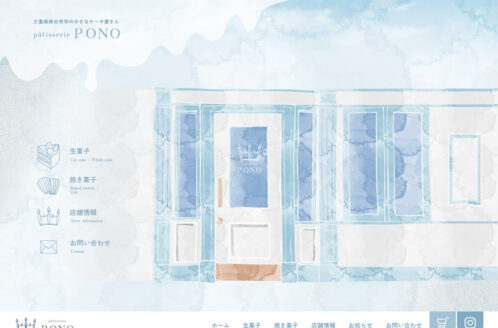 三重県四日市市の小さなケーキ屋さん
pâtisserie PONO
生菓子
Cut cake / Whole cake
焼き菓子
Baked sweets / Gift
店舗情報
Home information
お問い合わせ
Contact
PONO
pâtisserie
PONO
ホーム 生菓子 焼き菓子 店舗情報 お知らせ お問い合わせ